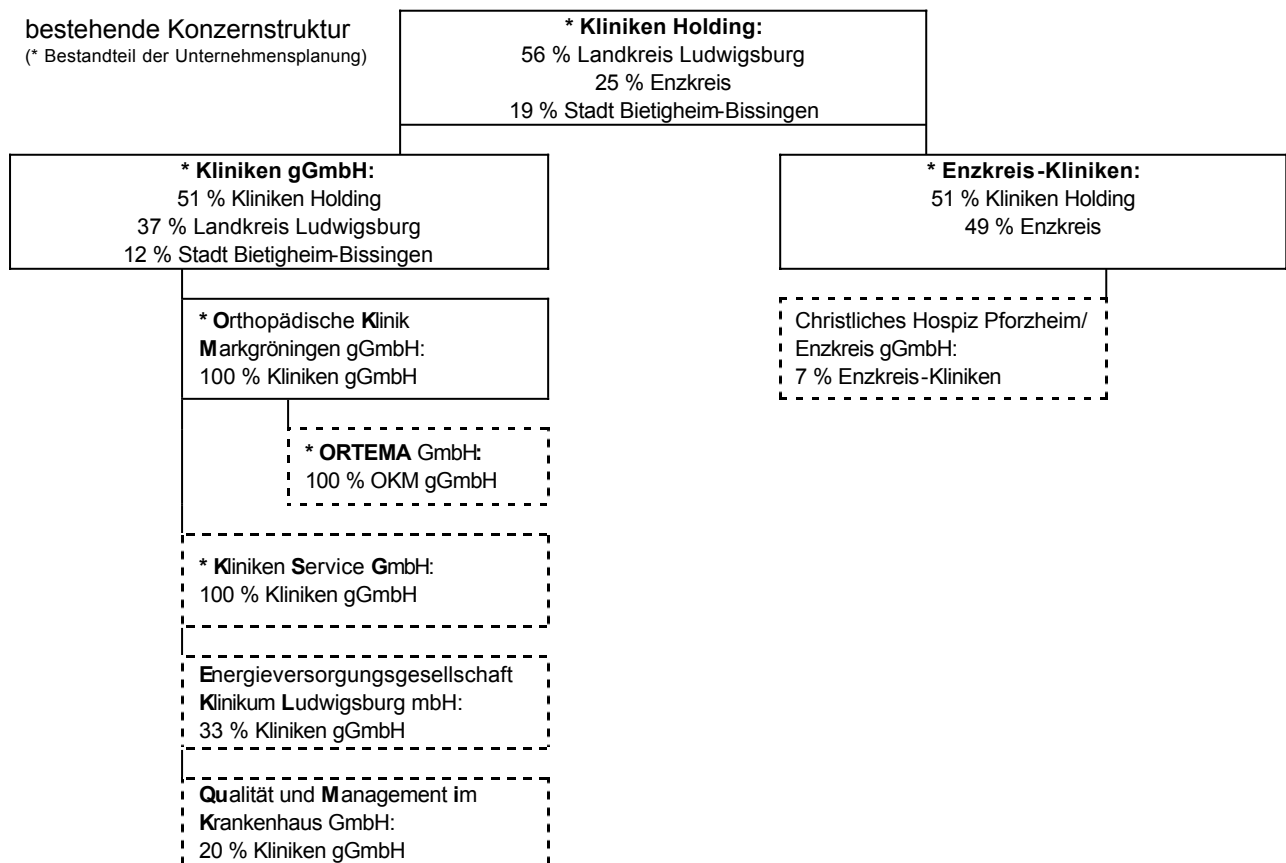 bestehende Konzernstruktur
(* Bestandteil der Unternehmensplanung)
* Kliniken Holding:
56 % Landkreis Ludwigsburg
25 % Enzkreis
19 % Stadt Bietigheim-Bissingen
* Kliniken gGmbH:
51 % Kliniken Holding
37 % Landkreis Ludwigsburg
12 % Stadt Bietigheim-Bissingen
* Enzkreis-Kliniken:
51 % Kliniken Holding
49 % Enzkreis
* Orthopädische Klinik
Markgröningen gGmbH:
100 % Kliniken gGmbH
Christliches Hospiz Pforzheim/
Enzkreis gGmbH:
7 % Enzkreis-Kliniken
* ORTEMA GmbH:
100 % OKM gGmbH
* Kliniken Service GmbH:
100 % Kliniken gGmbH
Energieversorgungsgesellschaft
Klinikum Ludwigsburg mbH:
33 % Kliniken gGmbH
Qualität und Management im
Krankenhaus GmbH:
20 % Kliniken gGmbH